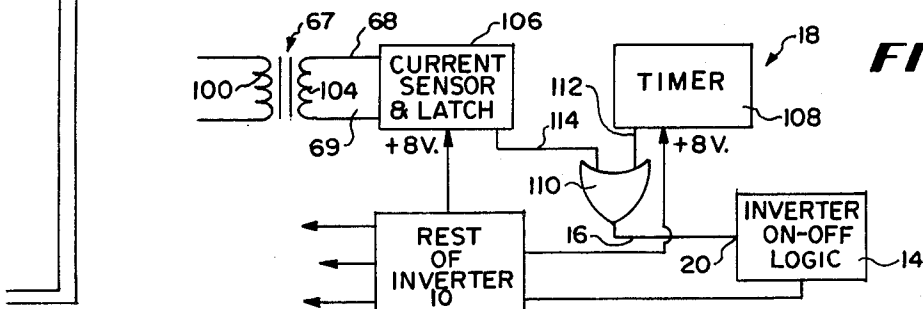 67
68
106
18
FI
100
104
CURRENT
SENSOR
& LATCH
69
+8V.
114
112
TIMER
108
+8V.
110
16
20
INVERTER
ON-OFF
LOGIC
14
REST
OF
INVERTER
10